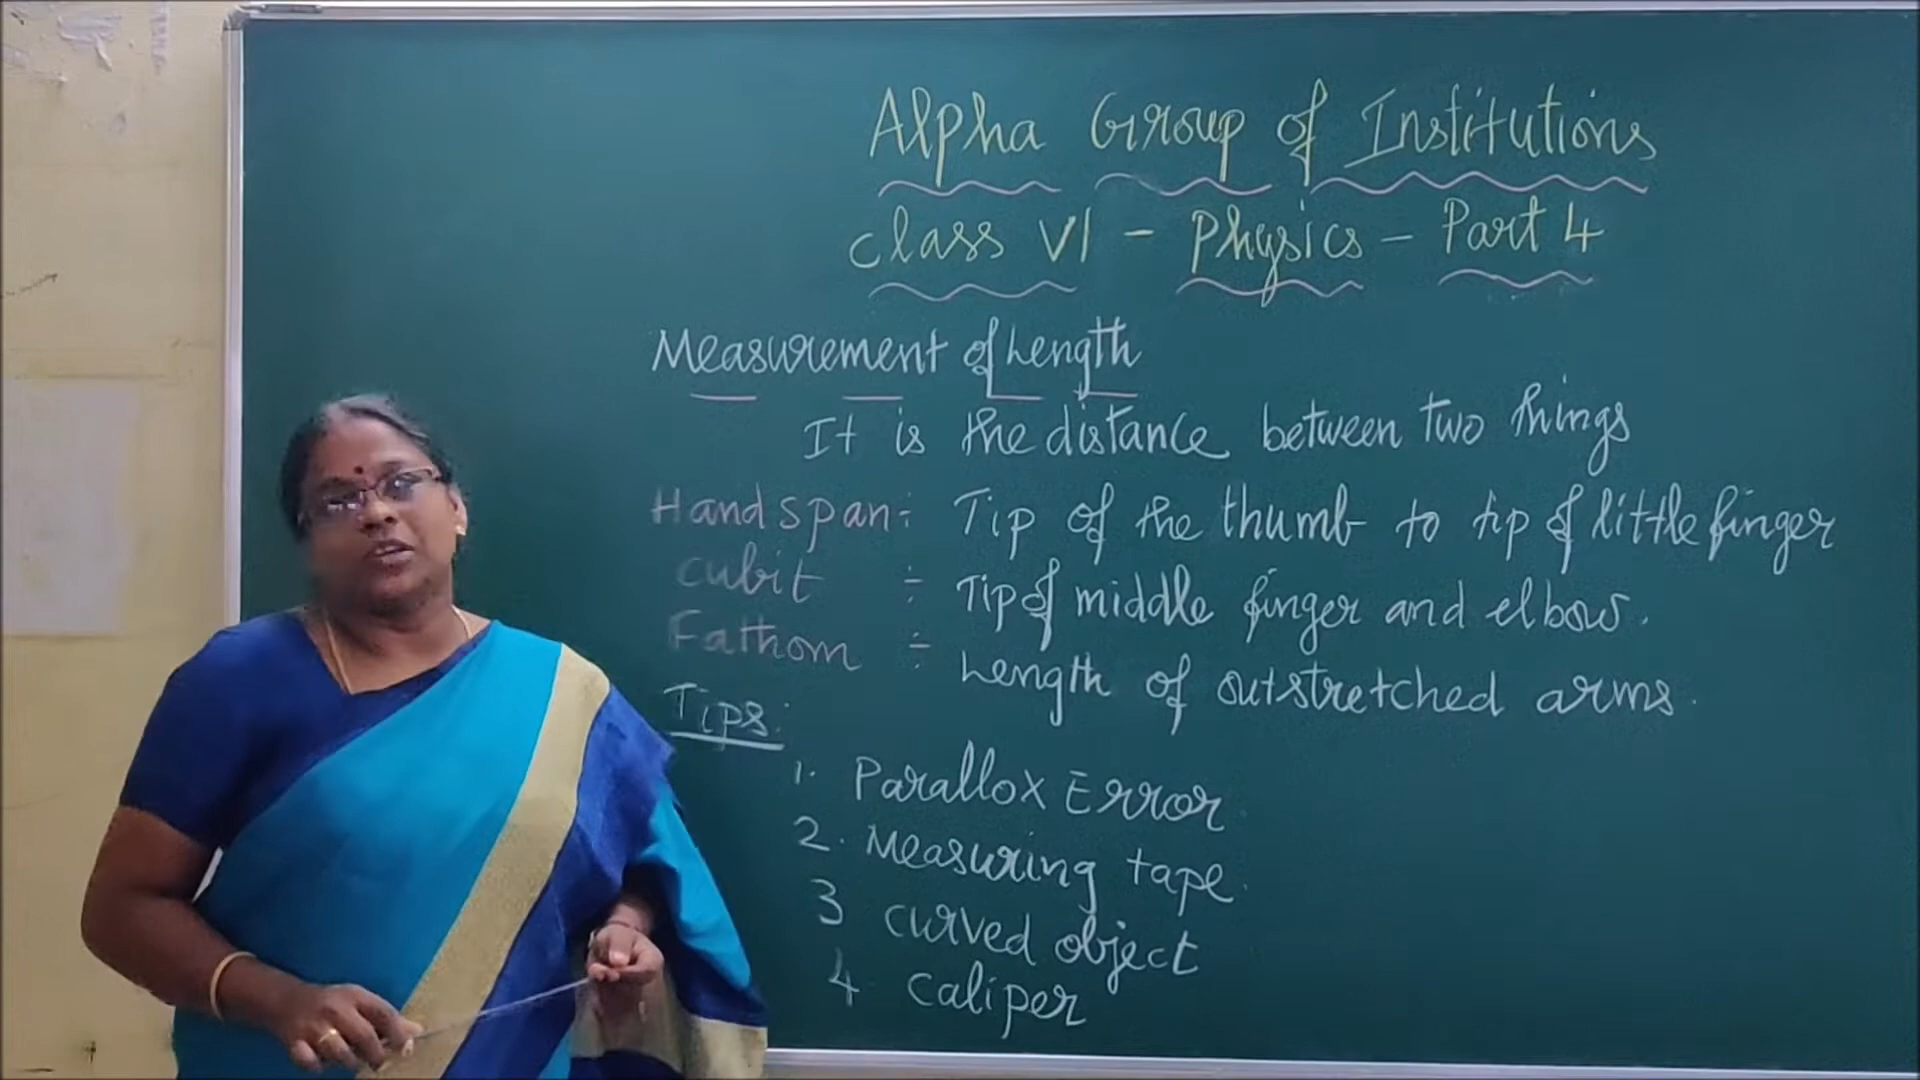 Alpha Group of Institutions
Class VI - Physics - Part 4
Measurement of Length
It is the distance between two things
Hand span ÷ Tip of the thumb to tip of little finger
cubit ÷ Tip of middle finger and elbow.
Fathom ÷ Length of outstretched arms.
Tips:
1. Parallox Error
2. Measuring tape.
3 curved object
4 caliper